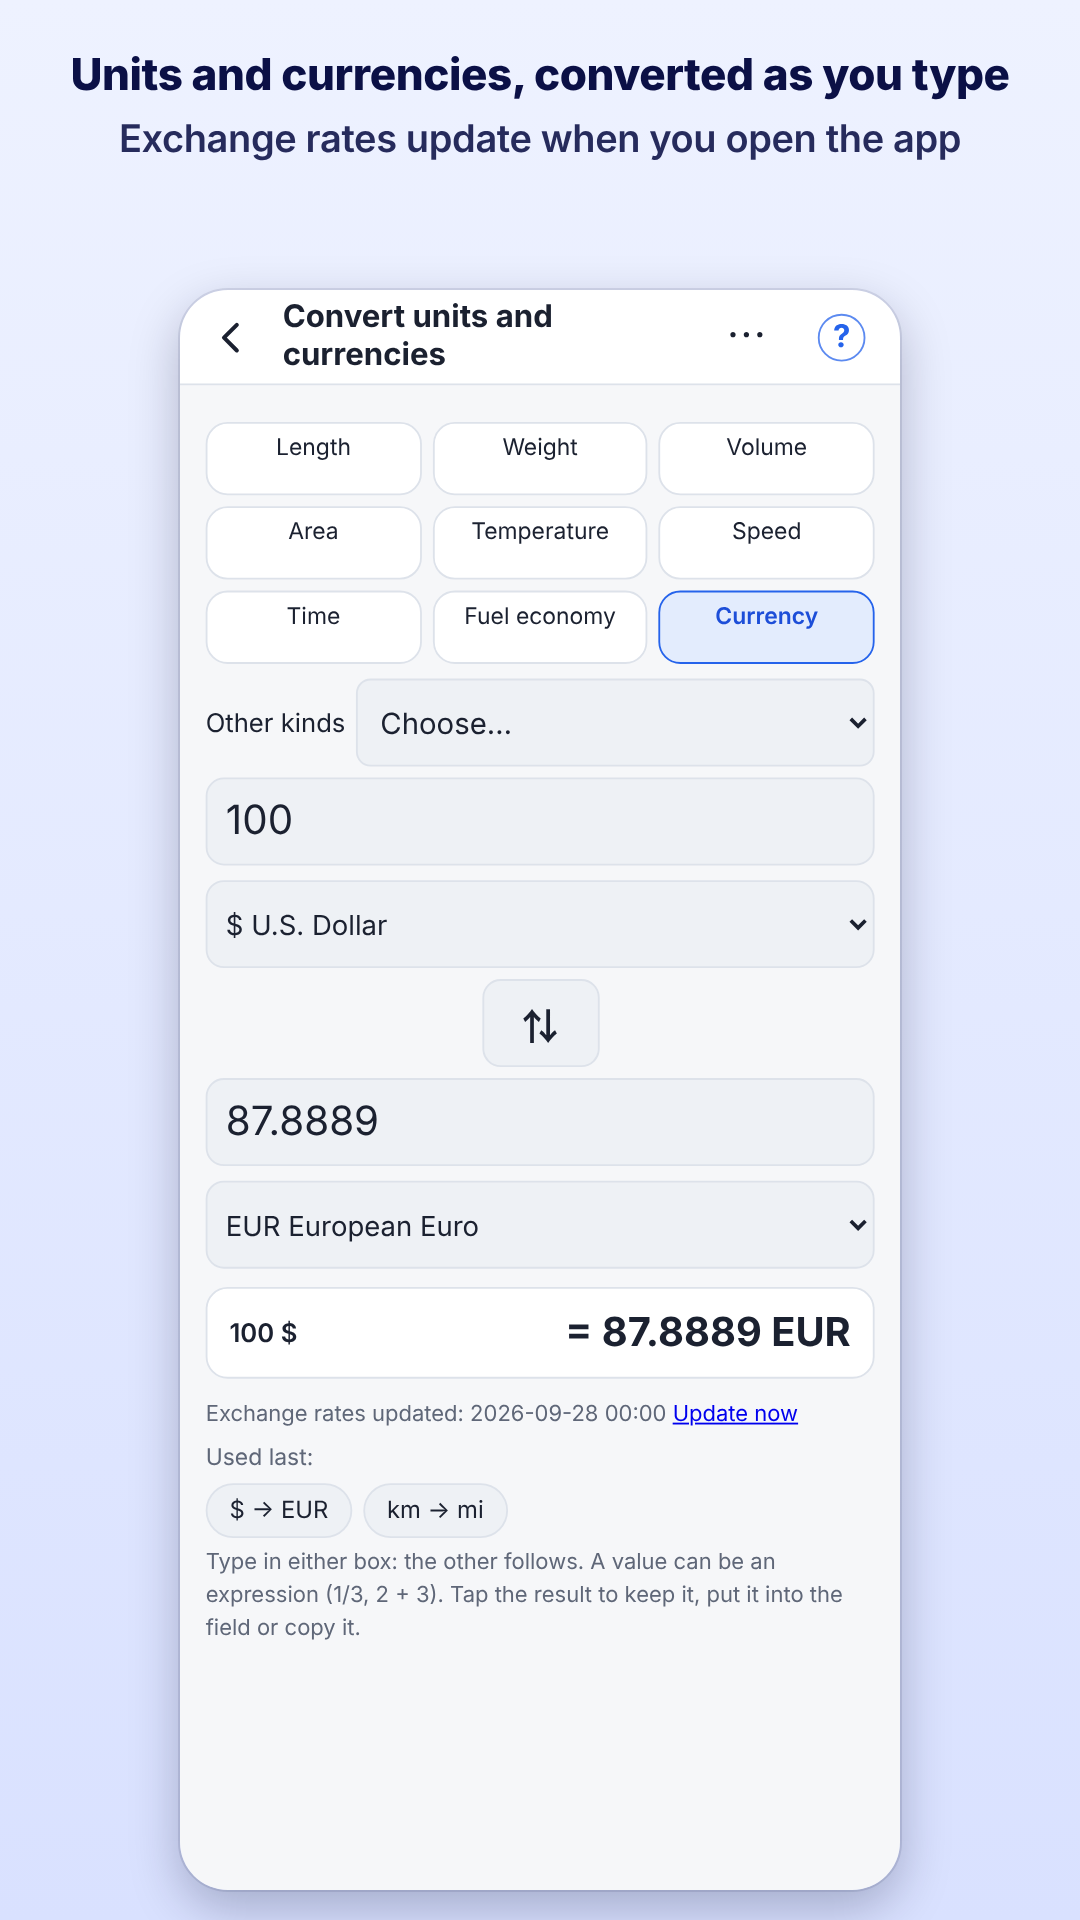 Units and currencies, converted as you type
Exchange rates update when you open the app
Convert units and
currencies
...
?
Length
Weight
Volume
Area
Temperature
Speed
Time
Fuel economy
Currency
Other kinds
Choose...
100
$ U.S. Dollar
87.8889
EUR European Euro
100 $
= 87.8889 EUR
Exchange rates updated: 2026-09-28 00:00 Update now
Used last:
$ → EUR
km → mi
Type in either box: the other follows. A value can be an
expression (1/3, 2 + 3). Tap the result to keep it, put it into the
field or copy it.